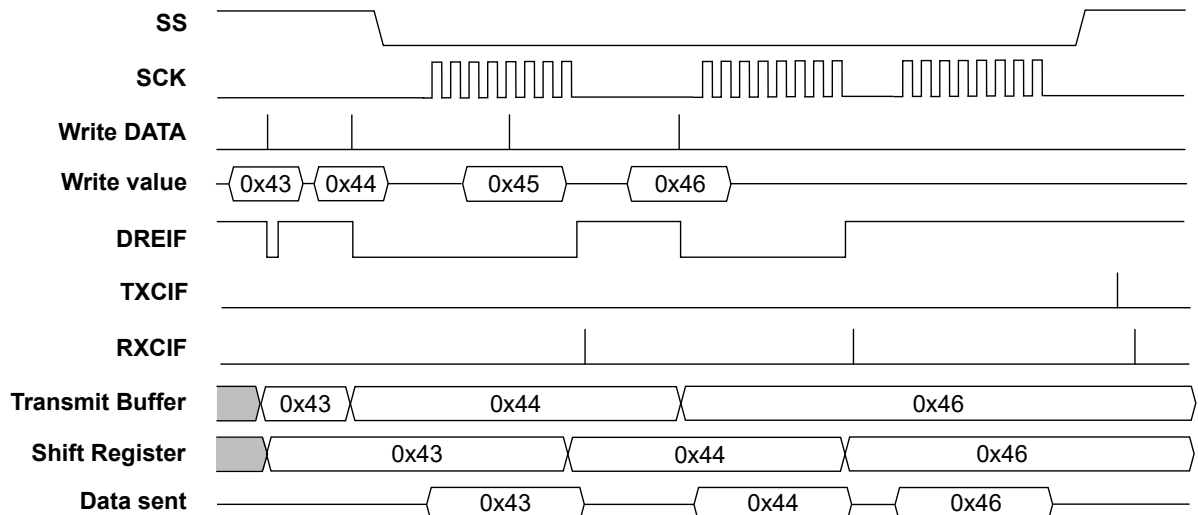 SS
SCK
Write DATA
Write value 0x43 0x44 0x45 0x46
DREIF
TXCIF
RXCIF
Transmit Buffer 0x43 0x44 0x46
Shift Register 0x43 0x44 0x46
Data sent 0x43 0x44 0x46